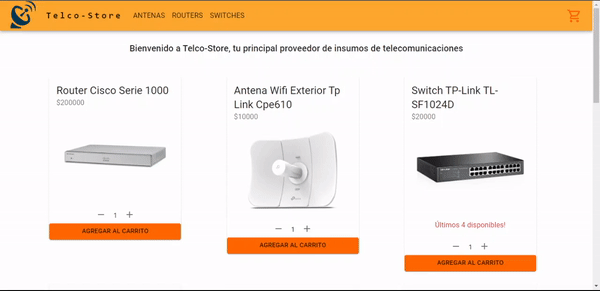 Telco-Store ANTENAS ROUTERS SWITCHES
Bienvenido a Telco-Store, tu principal proveedor de insumos de telecomunicaciones
Router Cisco Serie 1000
$200000
— 1 +
AGREGAR AL CARRITO
Antena Wifi Exterior Tp
Link Cpe610
$10000
— 1 +
AGREGAR AL CARRITO
Switch TP-Link TL-
SF1024D
$20000
Últimos 4 disponibles!
— 1 +
AGREGAR AL CARRITO